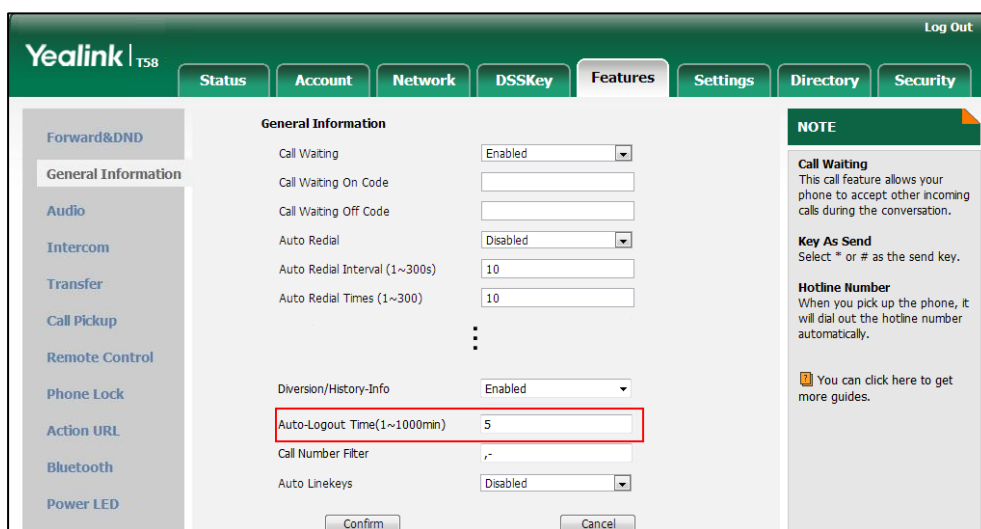 Log Out
Yealink T58
Status Account Network DSSKey Features Settings Directory Security
Forward&DND
General Information
Audio
Intercom
Transfer
Call Pickup
Remote Control
Phone Lock
Action URL
Bluetooth
Power LED
General Information
Call Waiting Enabled
Call Waiting On Code
Call Waiting Off Code
Auto Redial Disabled
Auto Redial Interval (1~300s) 10
Auto Redial Times (1~300) 10
Diversion/History-Info Enabled
Auto-Logout Time(1~1000min) 5
Call Number Filter ,-
Auto Linekeys Disabled
Confirm Cancel
NOTE
Call Waiting
This call feature allows your
phone to accept other incoming
calls during the conversation.
Key As Send
Select * or # as the send key.
Hotline Number
When you pick up the phone, it
will dial out the hotline number
automatically.
You can click here to get
more guides.